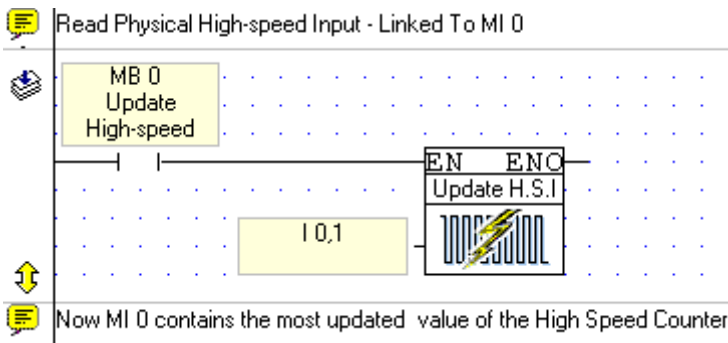 Read Physical High-speed Input - Linked To MI 0
MB 0
Update
High-speed
EN ENO
Update H.S.I
I 0,1
Now MI 0 contains the most updated value of the High Speed Counter